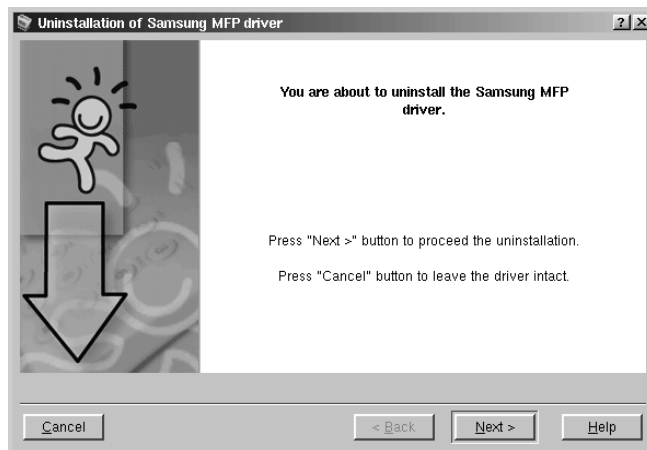 Uninstallation of Samsung MFP driver
You are about to uninstall the Samsung MFP
driver.
Press "Next >" button to proceed the uninstallation.
Press "Cancel" button to leave the driver intact.
Cancel
< Back
Next >
Help